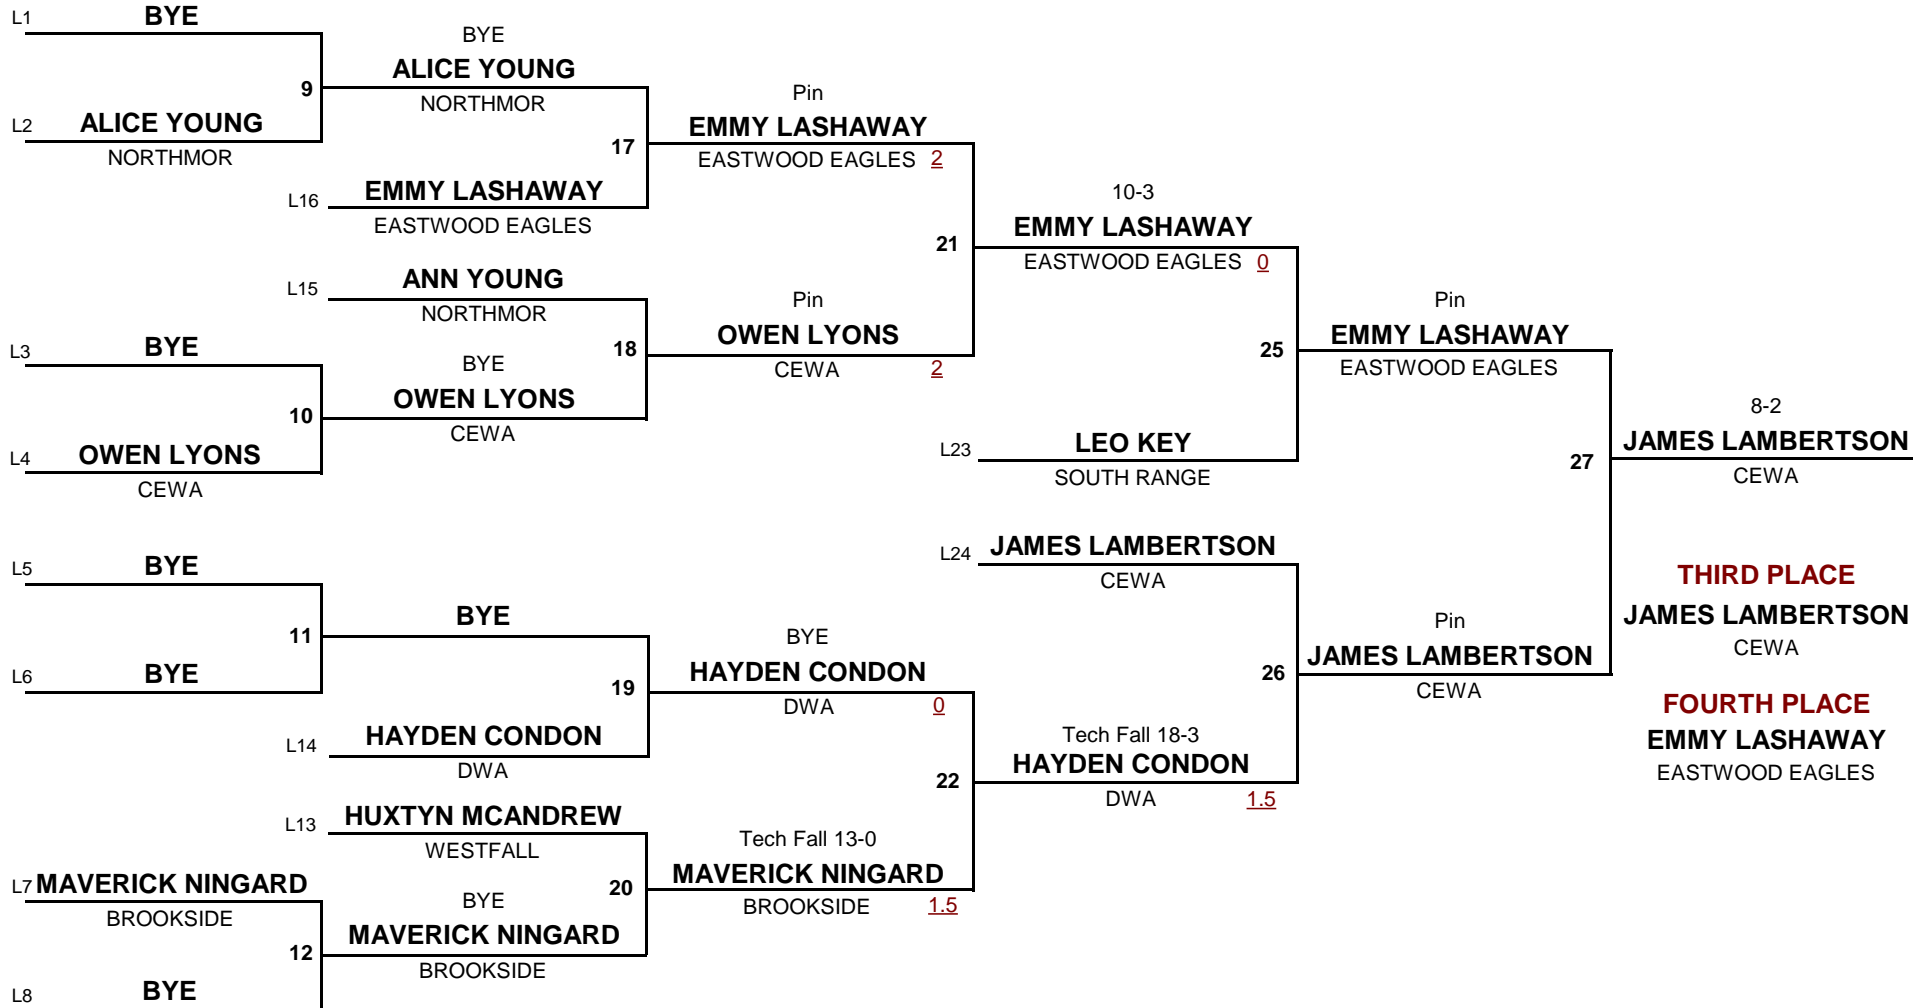 L1 BYE
9
L2 ALICE YOUNG
NORTHMOR
BYE
ALICE YOUNG
NORTHMOR
17
L16 EMMY LASHAWAY
EASTWOOD EAGLES
Pin
EMMY LASHAWAY
EASTWOOD EAGLES 2
21
L15 ANN YOUNG
NORTHMOR
18
L3 BYE
10
L4 OWEN LYONS
CEWA
BYE
OWEN LYONS
CEWA
Pin
OWEN LYONS
CEWA 2
10-3
EMMY LASHAWAY
EASTWOOD EAGLES 0
25
L23 LEO KEY
SOUTH RANGE
Pin
EMMY LASHAWAY
EASTWOOD EAGLES
27
8-2
JAMES LAMBERTSON
CEWA
L5 BYE
11
L6 BYE
BYE
19
L14 HAYDEN CONDON
DWA
BYE
HAYDEN CONDON
DWA 0
22
L13 HUXTYN MCANDREW
WESTFALL
20
L7 MAVERICK NINGARD
BROOKSIDE
12
L8 BYE
BYE
MAVERICK NINGARD
BROOKSIDE
Tech Fall 13-0
MAVERICK NINGARD
BROOKSIDE 1.5
L24 JAMES LAMBERTSON
CEWA
26
Tech Fall 18-3
HAYDEN CONDON
DWA 1.5
Pin
JAMES LAMBERTSON
CEWA
THIRD PLACE
JAMES LAMBERTSON
CEWA
FOURTH PLACE
EMMY LASHAWAY
EASTWOOD EAGLES